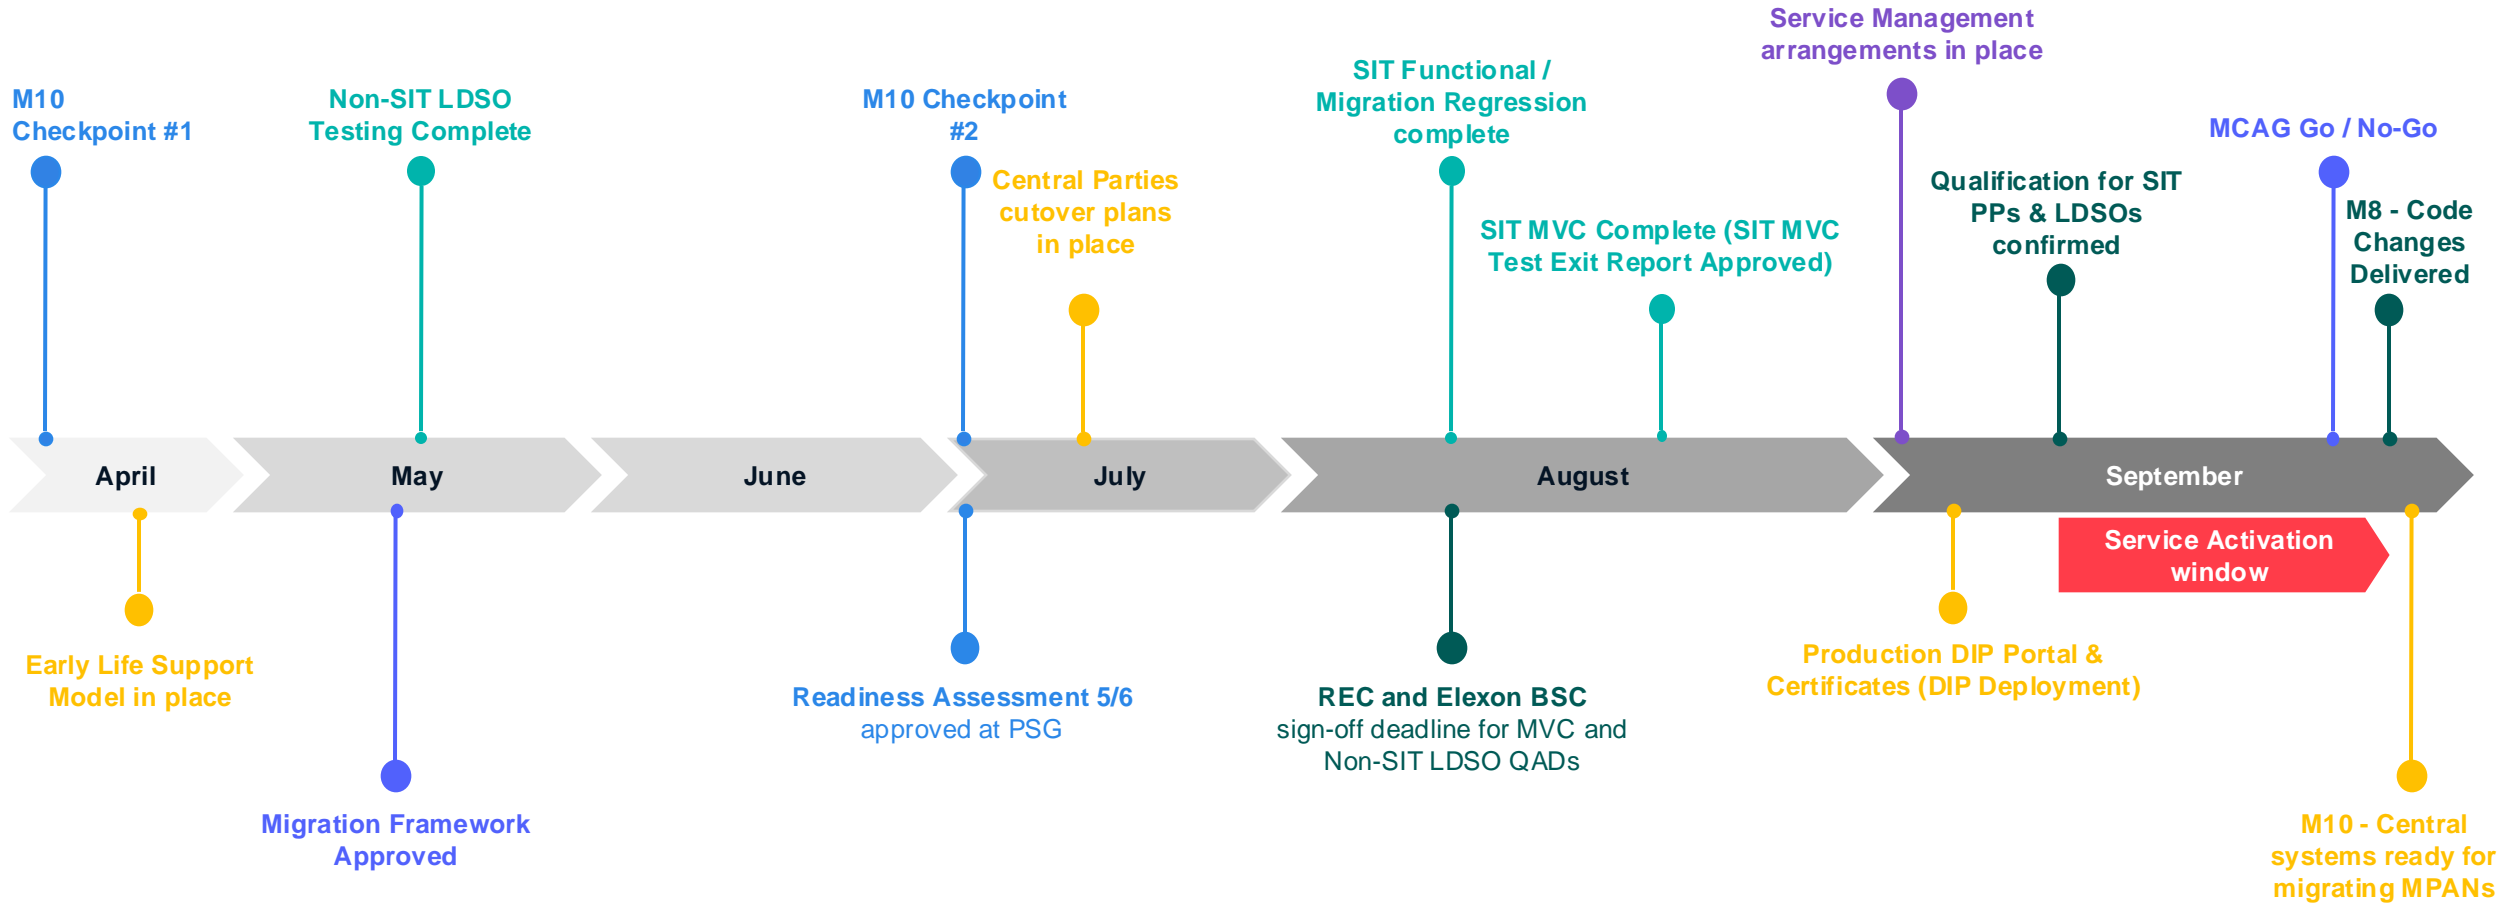 Service Management
arrangements in place
SIT Functional /
Migration Regression
complete
M10
Checkpoint #1
Non-SIT LDSO
Testing Complete
M10 Checkpoint
#2
MCAG Go / No-Go
Central Parties
cutover plans
in place
Qualification for SIT
PPs & LDSOs
confirmed
M8 - Code
Changes
Delivered
SIT MVC Complete (SIT MVC
Test Exit Report Approved)
April
May
June
July
August
September
Service Activation
window
Early Life Support
Model in place
Production DIP Portal &
Certificates (DIP Deployment)
Readiness Assessment 5/6
approved at PSG
REC and Elexon BSC
sign-off deadline for MVC and
Non-SIT LDSO QADs
Migration Framework
Approved
M10 - Central
systems ready for
migrating MPANs